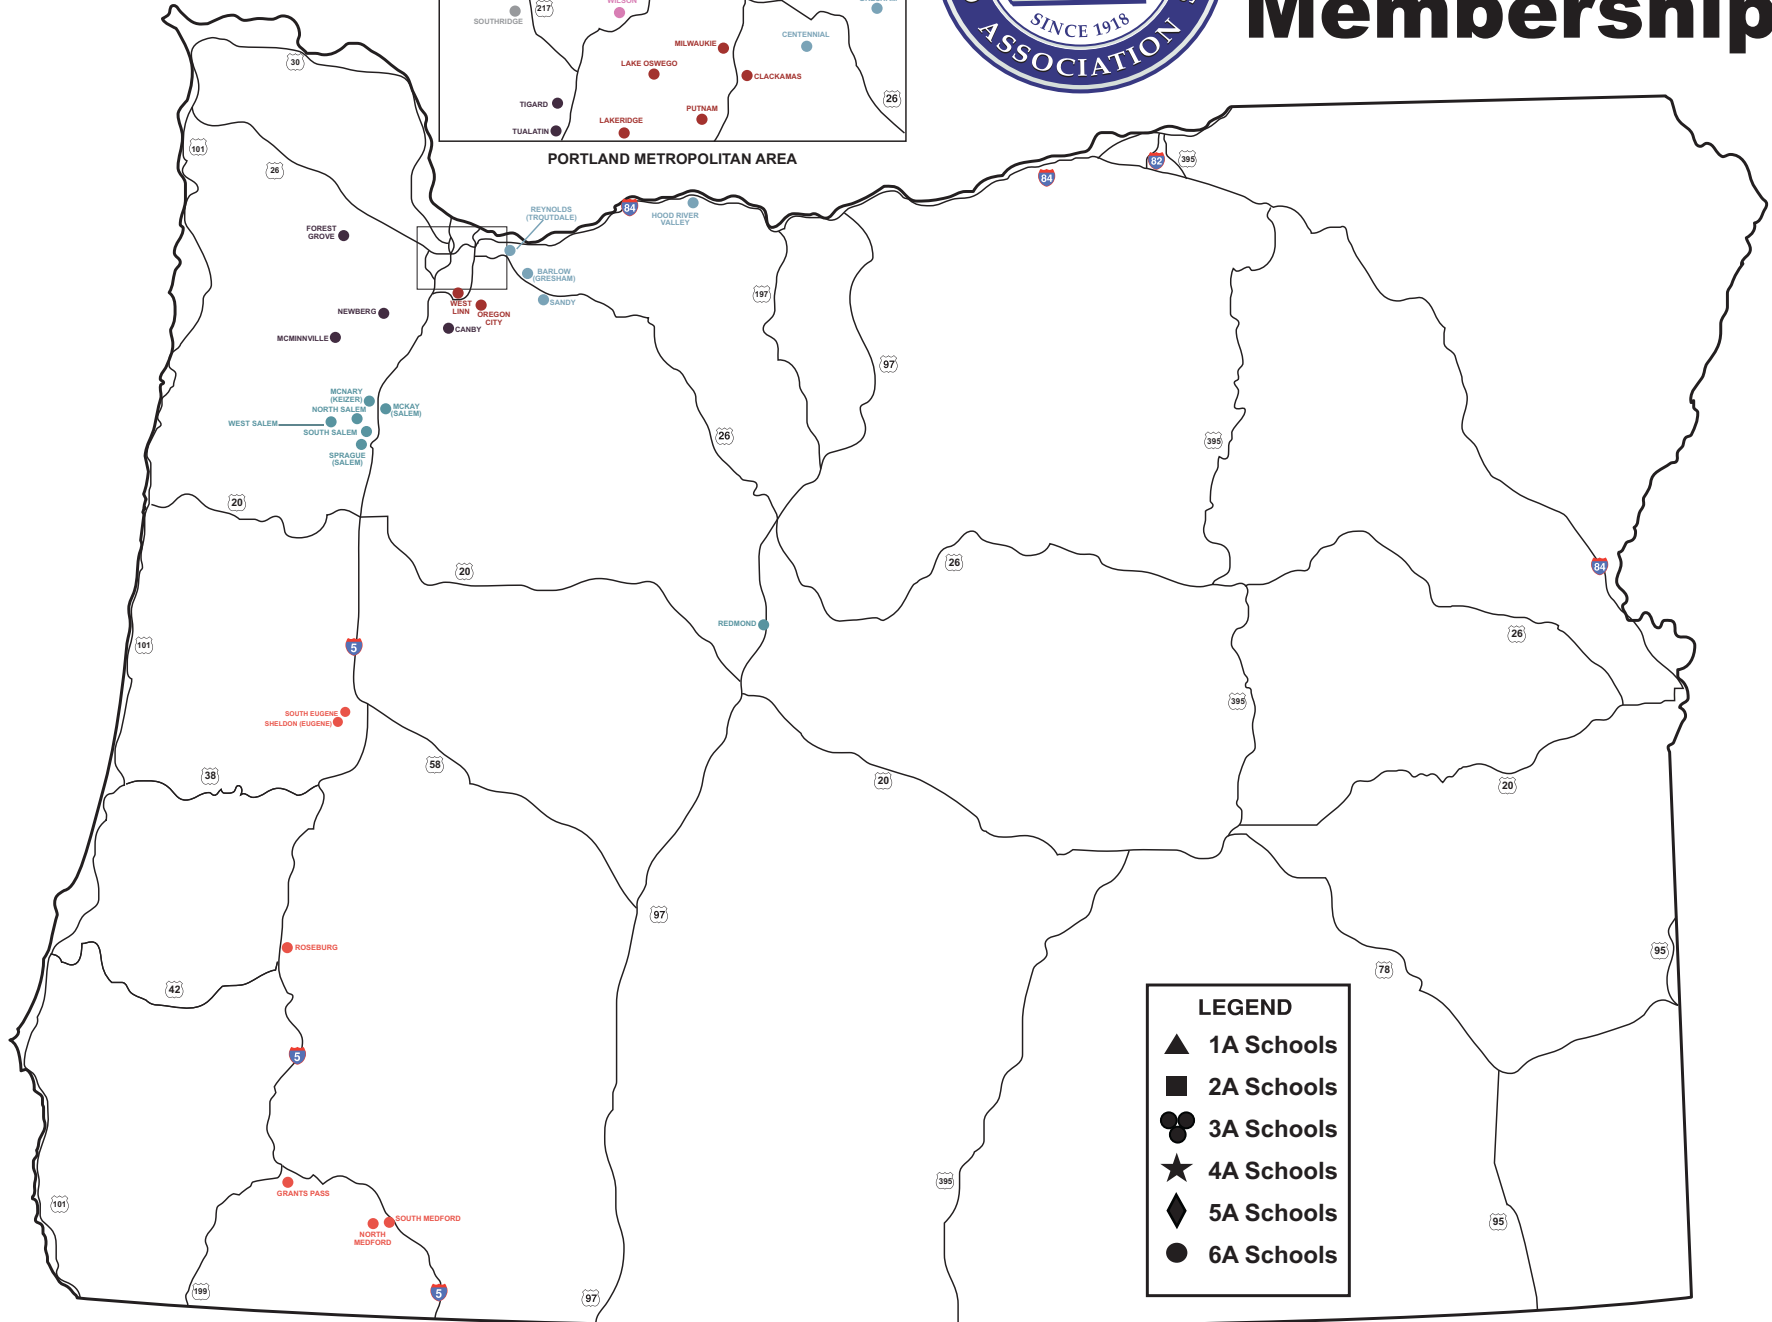 Membership
SINCE 1918
ASSOCIATION
SOUTHRIDGE
217
WILSON
CENTENNIAL
MILWAUKIE
LAKE OSWEGO
CLACKAMAS
26
TIGARD
PUTNAM
TUALATIN
LAKERIDGE
PORTLAND METROPOLITAN AREA
30
101
26
82
395
84
84
REYNOLDS
(TROUTDALE)
HOOD RIVER
VALLEY
FOREST
GROVE
BARLOW
(GRESHAM)
SANDY
197
WEST
LINN
OREGON
CITY
NEWBERG
CANBY
MCMINNVILLE
97
MCNARY
(KEIZER)
NORTH SALEM
MCKAY
(SALEM)
WEST SALEM
SOUTH SALEM
SPRAGUE
(SALEM)
26
395
20
20
26
84
REDMOND
101
5
26
395
SOUTH EUGENE
SHELDON (EUGENE)
58
38
20
20
97
ROSEBURG
95
78
42
5
LEGEND
1A Schools
2A Schools
3A Schools
4A Schools
5A Schools
6A Schools
395
GRANTS PASS
101
SOUTH MEDFORD
NORTH
MEDFORD
95
199
5
97